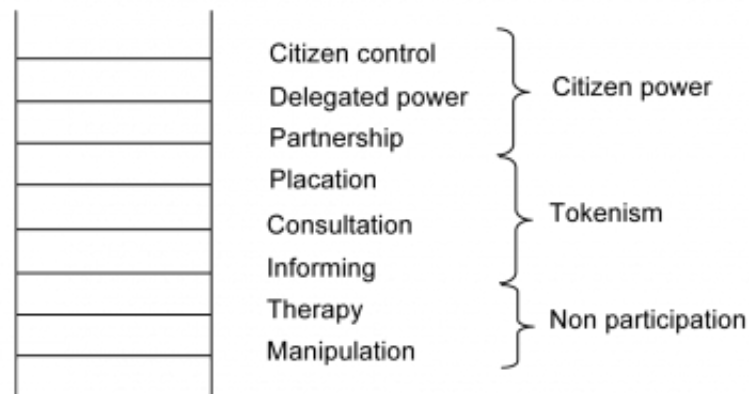 Citizen control
Delegated power
Partnership
Placation
Consultation
Informing
Therapy
Manipulation
Citizen power
Tokenism
Non participation